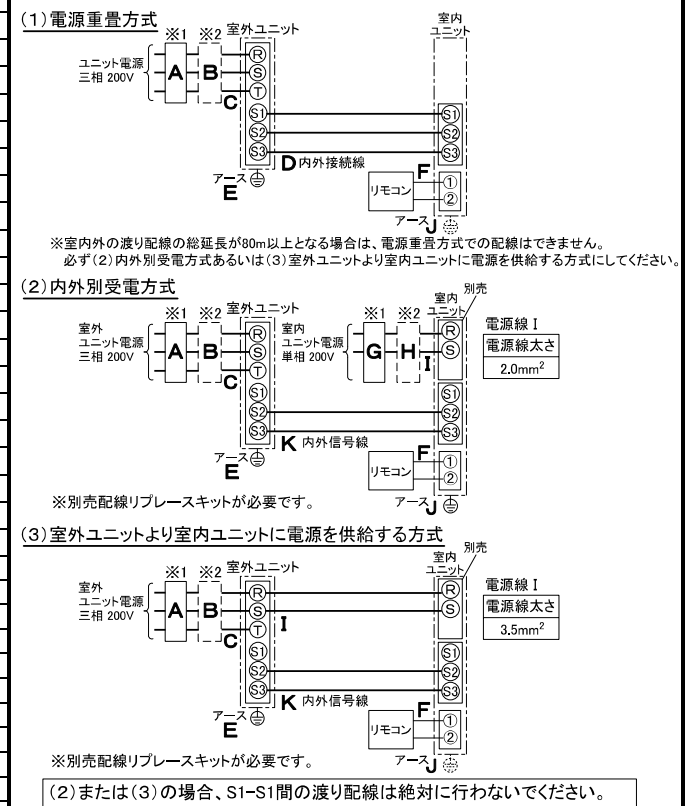 (1)電源重畳方式
※1 ※2 室外ユニット
室内
ユニット
ユニット電源
三相 200V
A B
C
R
S
T
S1
S2
S3
S1
S2
S3
D 内外接続線
アース
E
F
リモコン
①
②
アース J
※室内外の渡り配線の総延長が80m以上となる場合は、電源重畳方式での配線はできません。
必ず(2)内外別受電方式あるいは(3)室外ユニットより室内ユニットに電源を供給する方式にしてください。
(2)内外別受電方式
※1 ※2 室外ユニット
室外
ユニット電源
三相 200V
A B
C
R
S
T
S1
S2
S3
※1 ※2
室内
ユニット電源
単相 200V
G H
I
室内
ユニット
別売
R
S
S1
S2
S3
電源線 I
電源線太さ
2.0mm²
K 内外信号線
アース
E
F
リモコン
①
②
アース J
※別売配線リプレースキットが必要です。
(3)室外ユニットより室内ユニットに電源を供給する方式
※1 ※2 室外ユニット
室外
ユニット電源
三相 200V
A B
C
R
S
T
S1
S2
S3
I
室内
ユニット
別売
R
S
S1
S2
S3
電源線 I
電源線太さ
3.5mm²
K 内外信号線
アース
E
F
リモコン
①
②
アース J
※別売配線リプレースキットが必要です。
(2)または(3)の場合、S1-S1間の渡り配線は絶対に行わないでください。